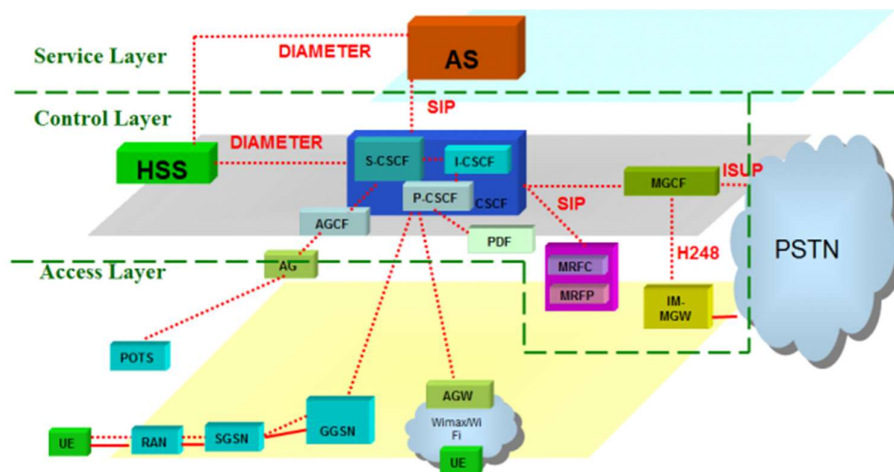 DIAMETER
AS
Service Layer
SIP
Control Layer
DIAMETER
HSS
S-CSCF
I-CSCF
P-CSCF
CSCF
MGCF
ISUP
SIP
AGCF
PDF
H248
PSTN
Access Layer
AG
MRFC
MRFP
IM-
MGW
POTS
AGW
Wimax/Wi
Fi
UE
RAN
SGSN
GGSN
UE